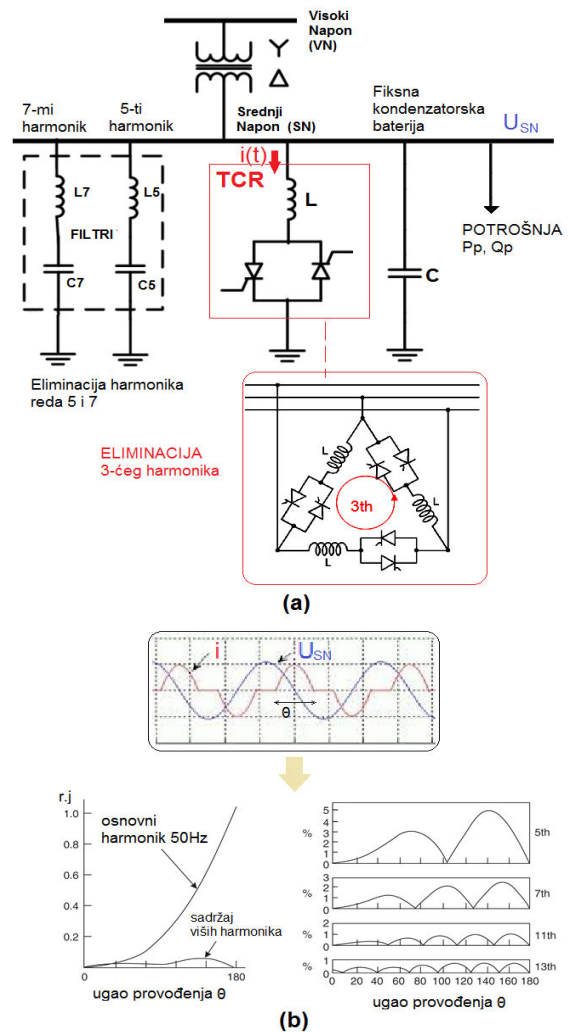 Visoki
Napon
(VN)
7-mi
harmonik
5-ti
harmonik
Srednji
Napon (SN)
Fiksna
kondenzatorska
baterija
U_SN
i(t)
TCR
L7
L5
L
FILTRI
C7
C5
C
POTROŠNJA
Pp, Qp
Eliminacija harmonika
reda 5 i 7
ELIMINACIJA
3-ćeg harmonika
L
L
3th
L
(a)
i
U_SN
θ
r.j
1.0
0.8
0.6
0.4
0.2
0
180
osnovni
harmonik 50Hz
sadržaj
viših harmonika
ugao provođenja θ
%
5
4
3
2
1
0
5th
%
3
2
1
0
7th
%
2
1
0
11th
%
1
0
13th
0 20 40 60 80 100 120 140 160 180
ugao provođenja θ
(b)